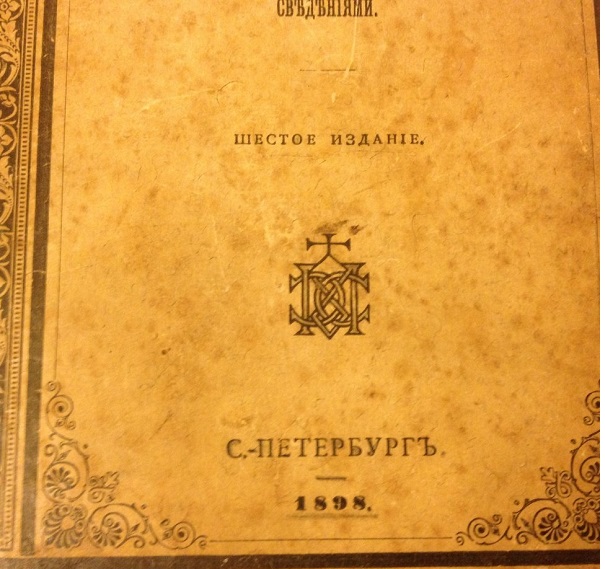 СВѢДѢНІЯМИ.
ШЕСТОЕ ИЗДАНІЕ.
С.-ПЕТЕРБУРГЪ.
1898.